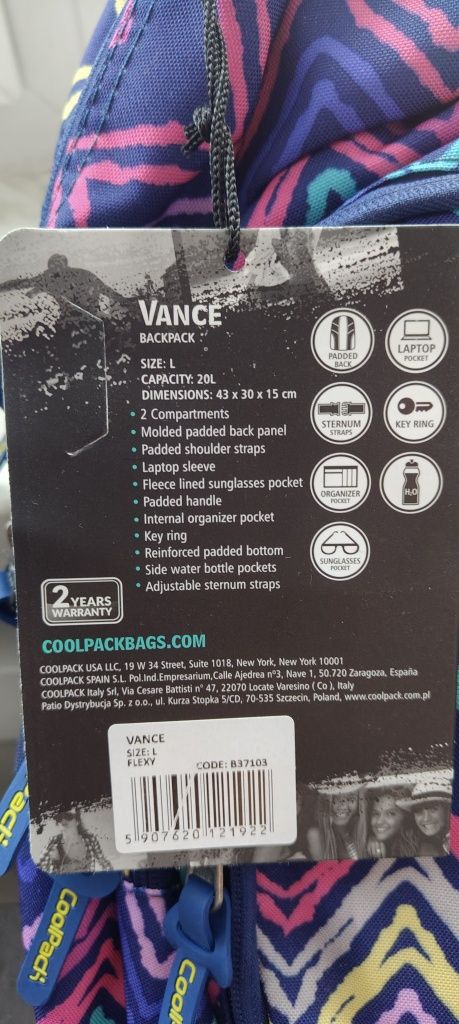 VANCE
BACKPACK
SIZE: L
CAPACITY: 20L
DIMENSIONS: 43 x 30 x 15 cm
• 2 Compartments
• Molded padded back panel
• Padded shoulder straps
• Laptop sleeve
• Fleece lined sunglasses pocket
• Padded handle
• Internal organizer pocket
• Key ring
• Reinforced padded bottom
• Side water bottle pockets
• Adjustable sternum straps
PADDED
BACK
LAPTOP
POCKET
STERNUM
STRAPS
KEY RING
ORGANIZER
POCKET
H₂O
SUNGLASSES
POCKET
2 YEARS
WARRANTY
COOLPACKBAGS.COM
COOLPACK USA LLC, 19 W 34 Street, Suite 1018, New York, New York 10001
COOLPACK SPAIN S.L. Pol.Ind.Empresarium,Calle Ajedrea nº3, Nave 1, 50.720 Zaragoza, España
COOLPACK Italy Srl, Via Cesare Battisti n° 47, 22070 Locate Varesino ( Co ), Italy
Patio Dystrybucja Sp. z o.o., ul. Kurza Stopka 5/CD, 70-535 Szczecin, Poland, www.coolpack.com.pl
VANCE
SIZE: L
FLEXY
CODE: B37103
5 907620 121922
CoolPack
CoolPack
CoolPack